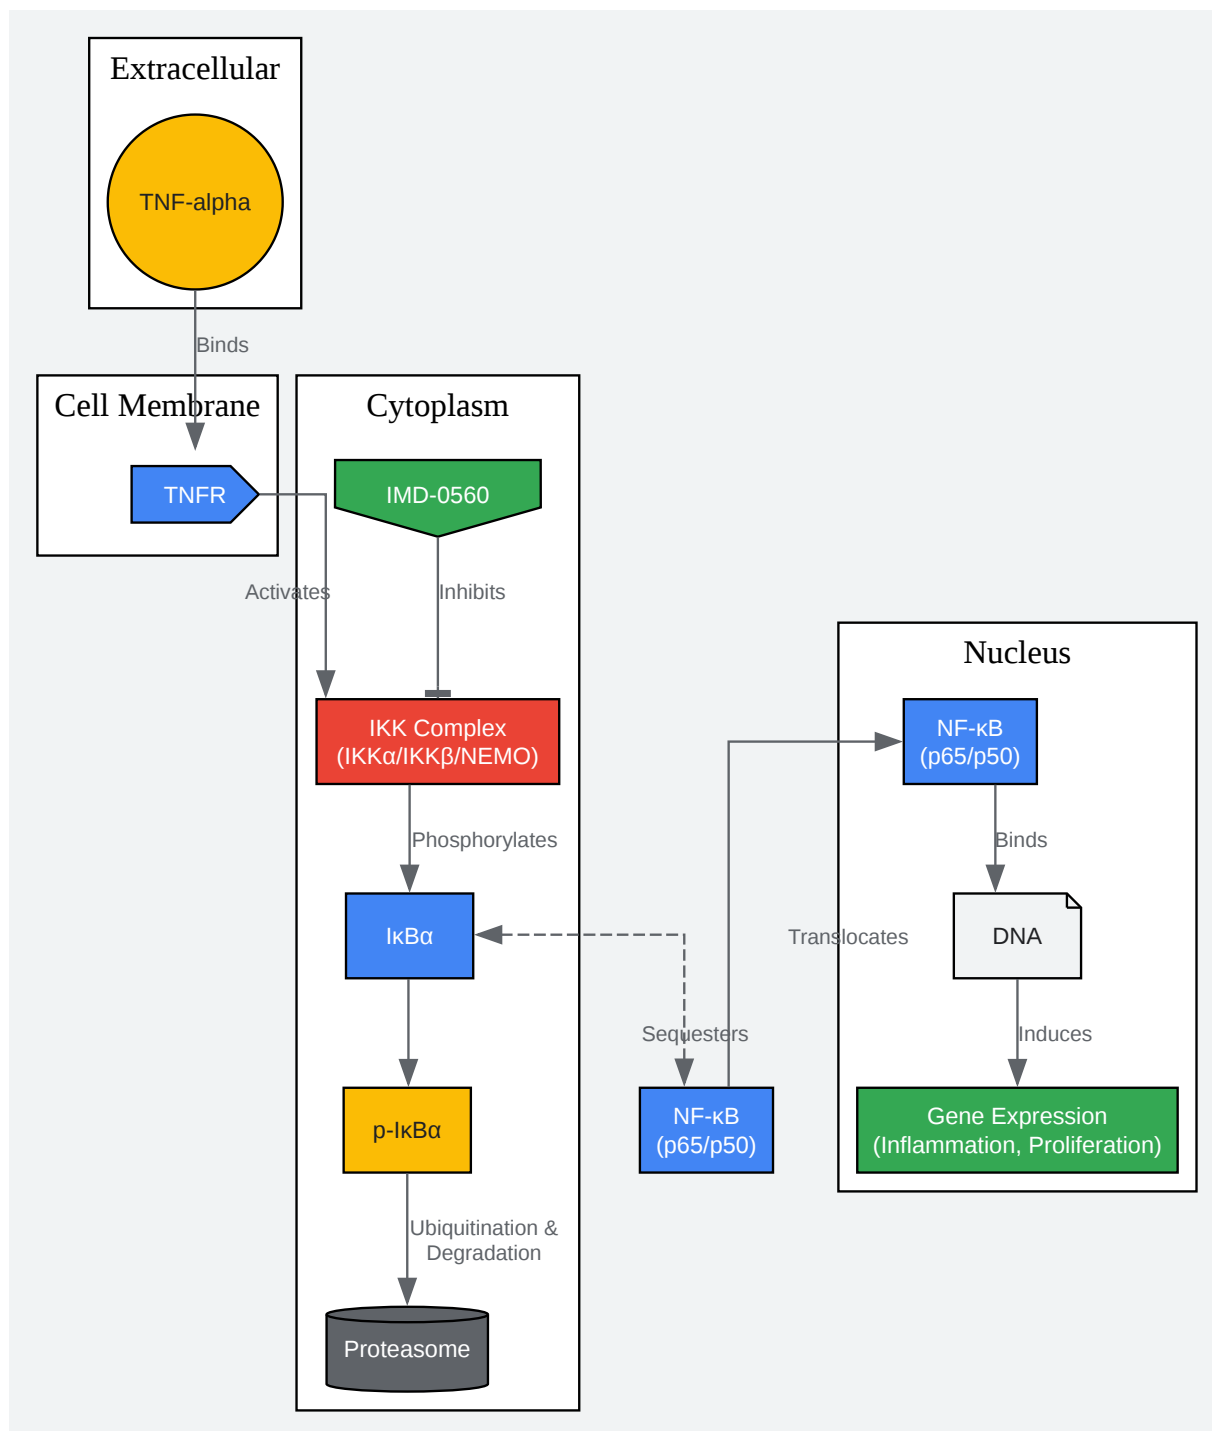 Extracellular
TNF-alpha
Binds
Cell Membrane
TNFR
Activates
Cytoplasm
IMD-0560
Inhibits
IKK Complex
(IKKα/IKKβ/NEMO)
Phosphorylates
IκBα
p-IκBα
Ubiquitination &
Degradation
Proteasome
Sequesters
NF-κB
(p65/p50)
Translocates
Nucleus
NF-κB
(p65/p50)
Binds
DNA
Induces
Gene Expression
(Inflammation, Proliferation)